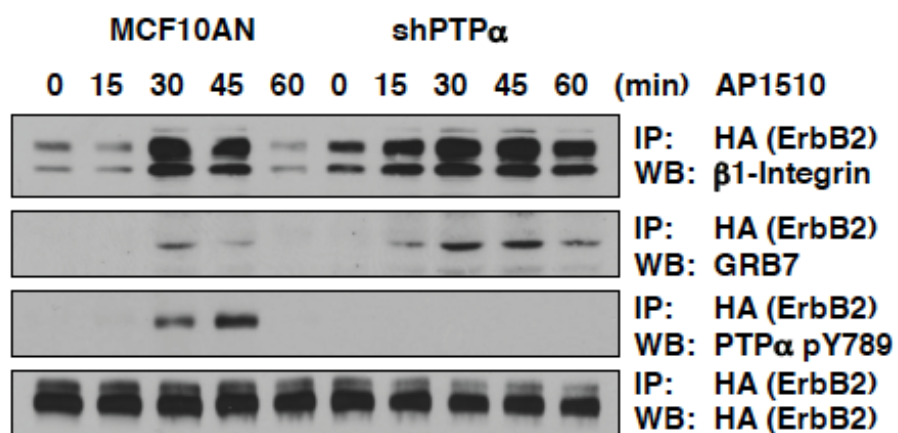 MCF10AN shPTPα
0 15 30 45 60 0 15 30 45 60 (min) AP1510
IP: HA (ErbB2)
WB: β1-Integrin
IP: HA (ErbB2)
WB: GRB7
IP: HA (ErbB2)
WB: PTPα pY789
IP: HA (ErbB2)
WB: HA (ErbB2)